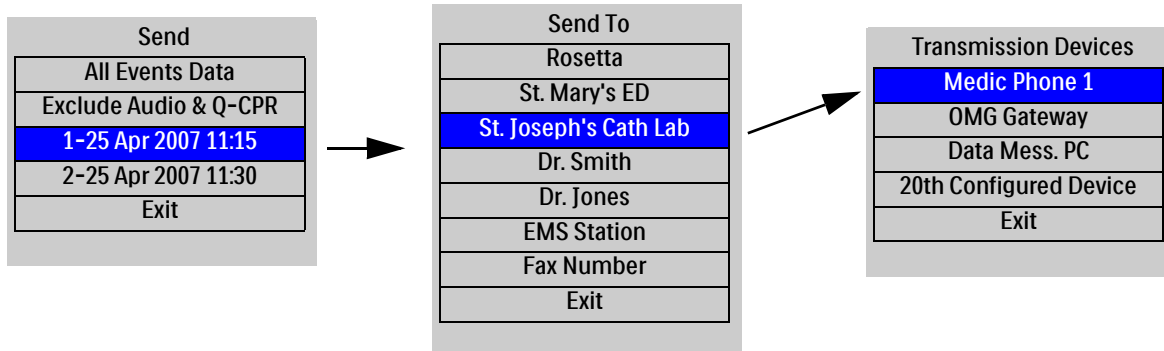 Send
All Events Data
Exclude Audio & Q-CPR
1-25 Apr 2007 11:15
2-25 Apr 2007 11:30
Exit
Send To
Rosetta
St. Mary's ED
St. Joseph's Cath Lab
Dr. Smith
Dr. Jones
EMS Station
Fax Number
Exit
Transmission Devices
Medic Phone 1
OMG Gateway
Data Mess. PC
20th Configured Device
Exit